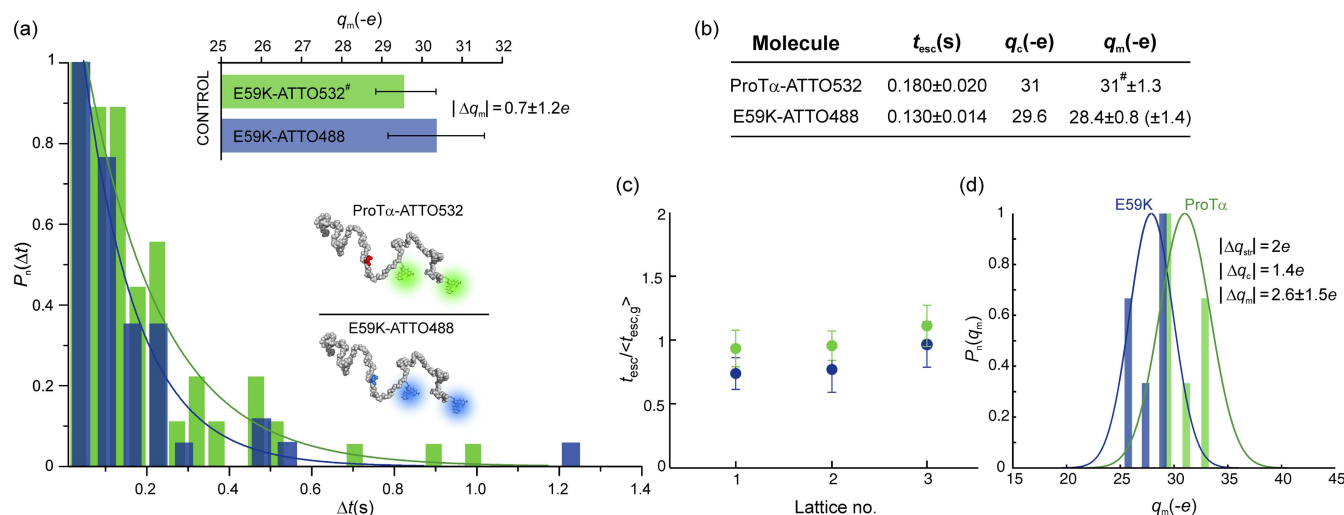 (a)
qm(-e)
25 26 27 28 29 30 31 32
CONTROL
E59K-ATTO532#
E59K-ATTO488
|Δqm| = 0.7±1.2e
ProTα-ATTO532
E59K-ATTO488
Pn(Δt)
1
0.8
0.6
0.4
0.2
0
0.2 0.4 0.6 0.8 1.0 1.2 1.4
Δt(s)
(b)
Molecule tesc(s) qc(-e) qm(-e)
ProTα-ATTO532 0.180±0.020 31 31#±1.3
E59K-ATTO488 0.130±0.014 29.6 28.4±0.8 (±1.4)
(c)
tesc/<tesc,g>
2
1.5
1
0.5
0
1 2 3
Lattice no.
(d)
E59K ProTα
|Δqstr| = 2e
|Δqc| = 1.4e
|Δqm| = 2.6±1.5e
Pn(qm)
1
0.8
0.6
0.4
0.2
0
15 20 25 30 35 40 45
qm(-e)